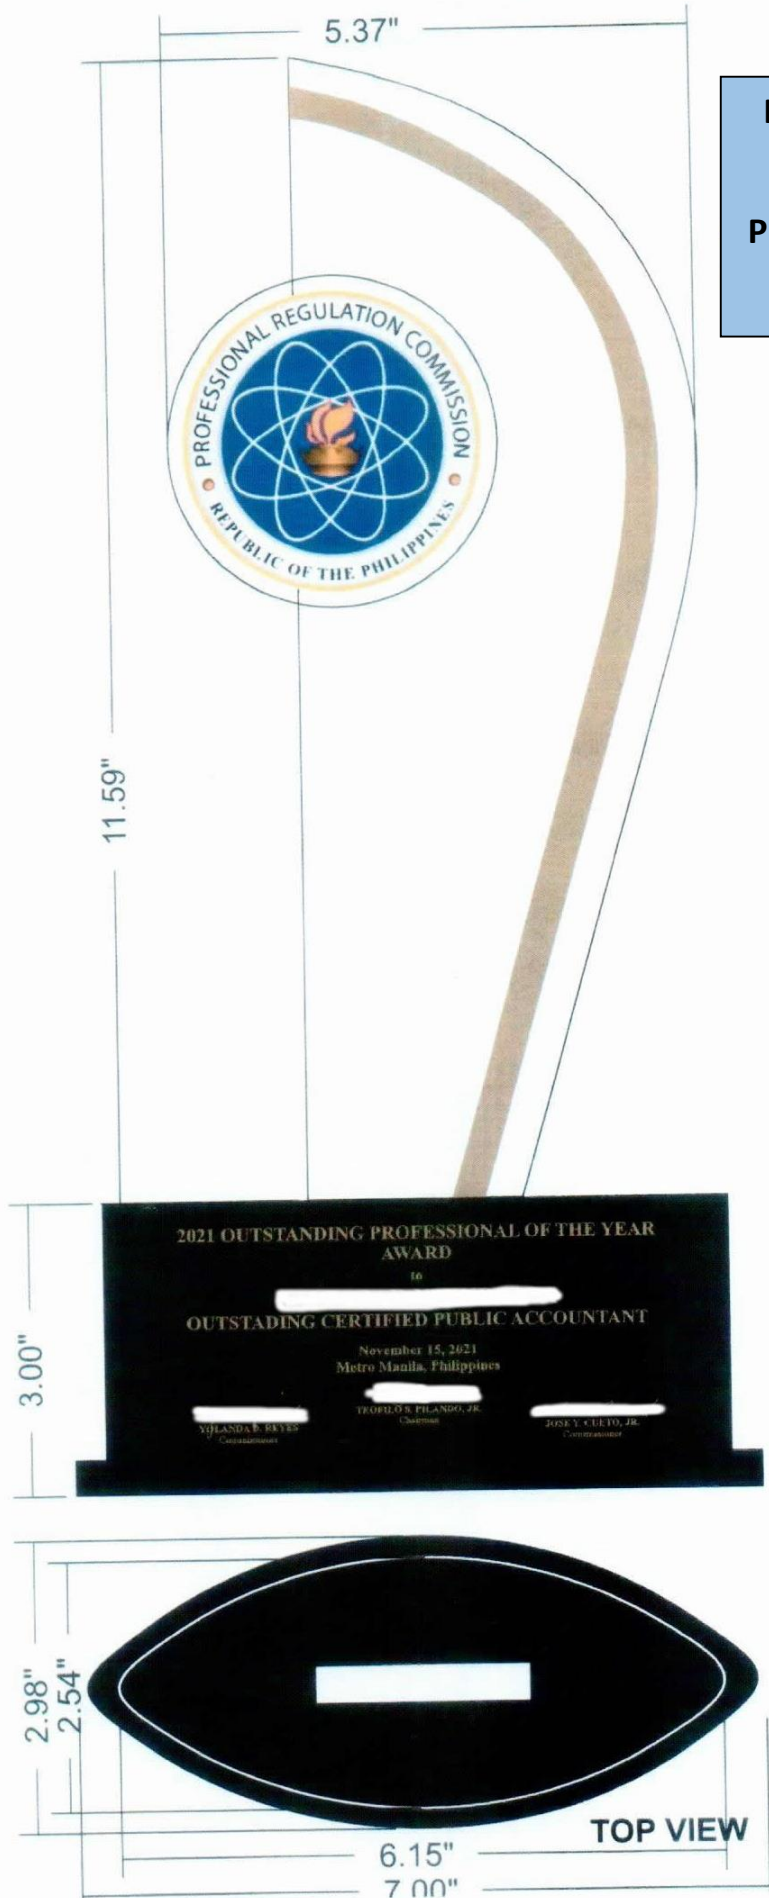 5.37"
PROFESSIONAL REGULATION COMMISSION
REPUBLIC OF THE PHILIPPINES
11.59"
2021 OUTSTANDING PROFESSIONAL OF THE YEAR
AWARD
to
OUTSTADING CERTIFIED PUBLIC ACCOUNTANT
November 15, 2021
Metro Manila, Philippines
TEOFILO S. PILANDO, JR.
Chairman
YOLANDA D. REYES
Commissioner
JOSE Y. CUETO, JR.
Commissioner
3.00"
2.98"
2.54"
TOP VIEW
6.15"
7.00"